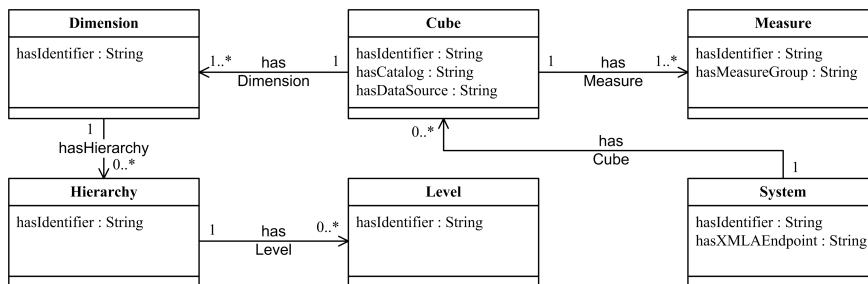 Dimension
hasIdentifier : String
Cube
hasIdentifier : String
hasCatalog : String
hasDataSource : String
Measure
hasIdentifier : String
hasMeasureGroup : String
1..*
has
Dimension
1
1
has
Measure
1..*
1
hasHierarchy
0..*
0..*
has
Cube
1
Hierarchy
hasIdentifier : String
1
has
Level
0..*
Level
hasIdentifier : String
System
hasIdentifier : String
hasXMLAEndpoint : String